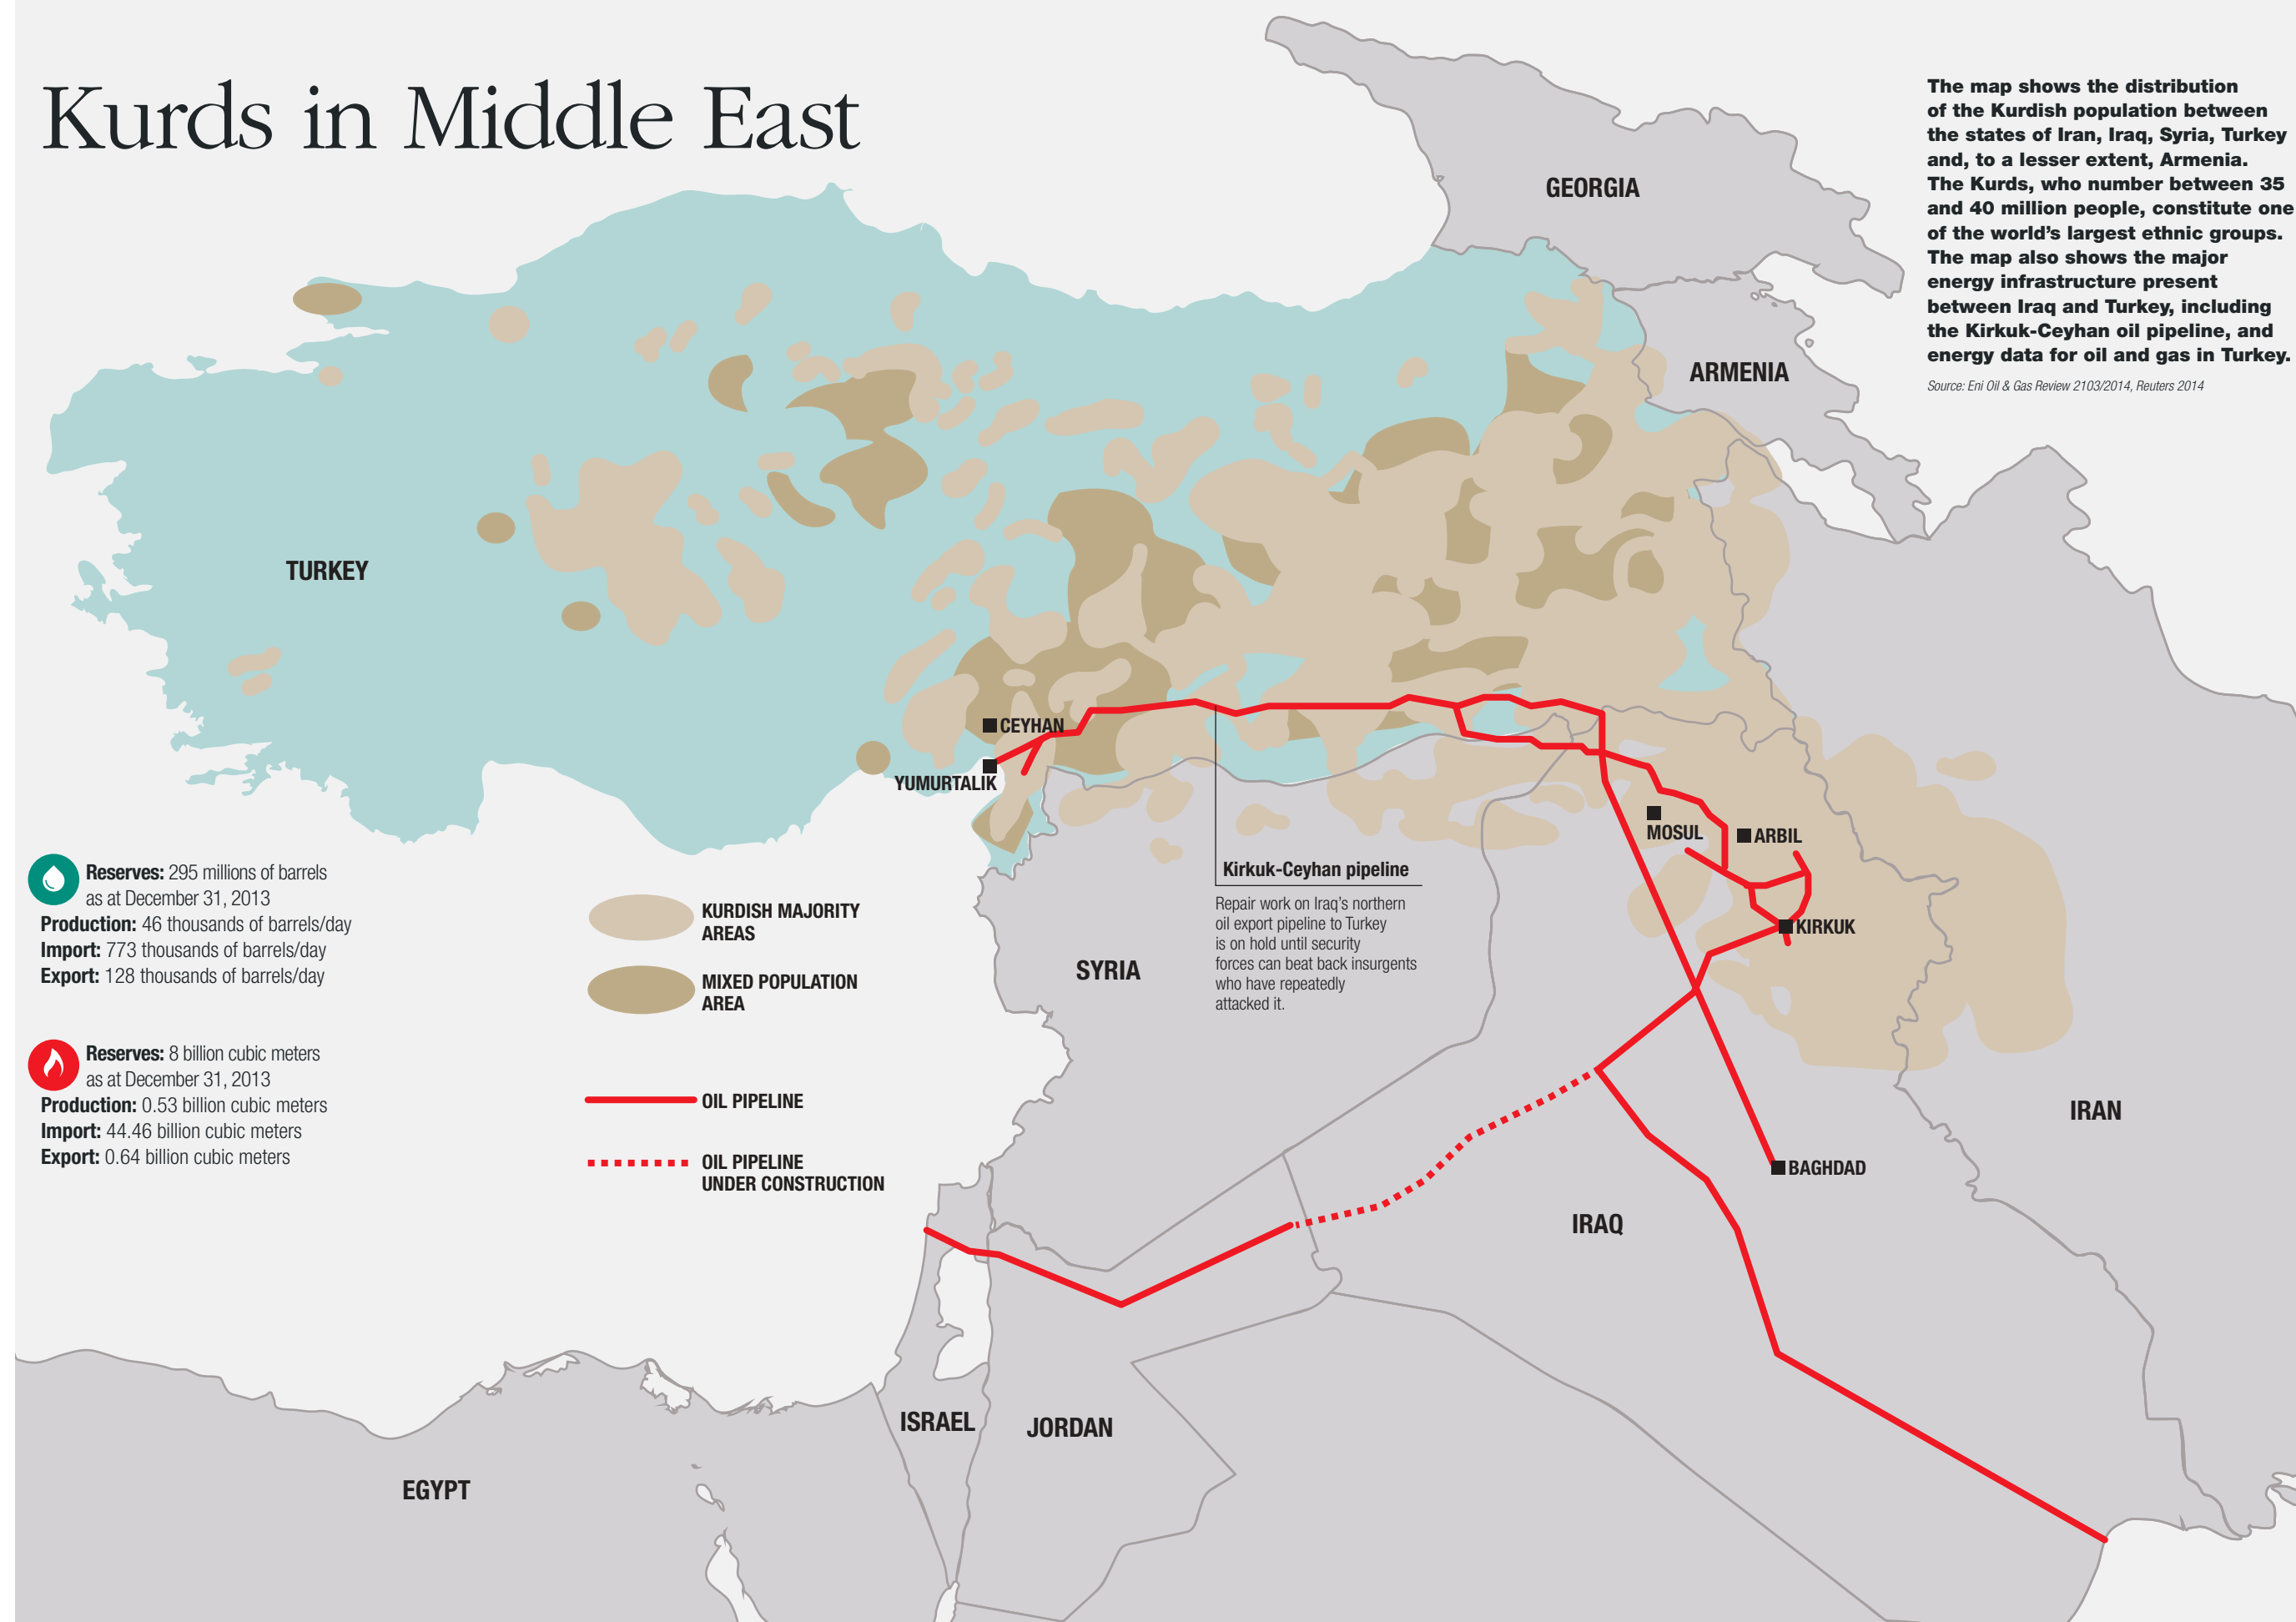 Kurds in Middle East
The map shows the distribution
of the Kurdish population between
the states of Iran, Iraq, Syria, Turkey
and, to a lesser extent, Armenia.
The Kurds, who number between 35
and 40 million people, constitute one
of the world's largest ethnic groups.
The map also shows the major
energy infrastructure present
between Iraq and Turkey, including
the Kirkuk-Ceyhan oil pipeline, and
energy data for oil and gas in Turkey.
Source: Eni Oil & Gas Review 2103/2014, Reuters 2014
GEORGIA
ARMENIA
TURKEY
CEYHAN
YUMURTALIK
MOSUL
ARBIL
KIRKUK
Kirkuk-Ceyhan pipeline
Repair work on Iraq's northern
oil export pipeline to Turkey
is on hold until security
forces can beat back insurgents
who have repeatedly
attacked it.
SYRIA
Reserves: 295 millions of barrels
as at December 31, 2013
Production: 46 thousands of barrels/day
Import: 773 thousands of barrels/day
Export: 128 thousands of barrels/day
Reserves: 8 billion cubic meters
as at December 31, 2013
Production: 0.53 billion cubic meters
Import: 44.46 billion cubic meters
Export: 0.64 billion cubic meters
KURDISH MAJORITY
AREAS
MIXED POPULATION
AREA
OIL PIPELINE
OIL PIPELINE
UNDER CONSTRUCTION
IRAN
BAGHDAD
IRAQ
ISRAEL
JORDAN
EGYPT